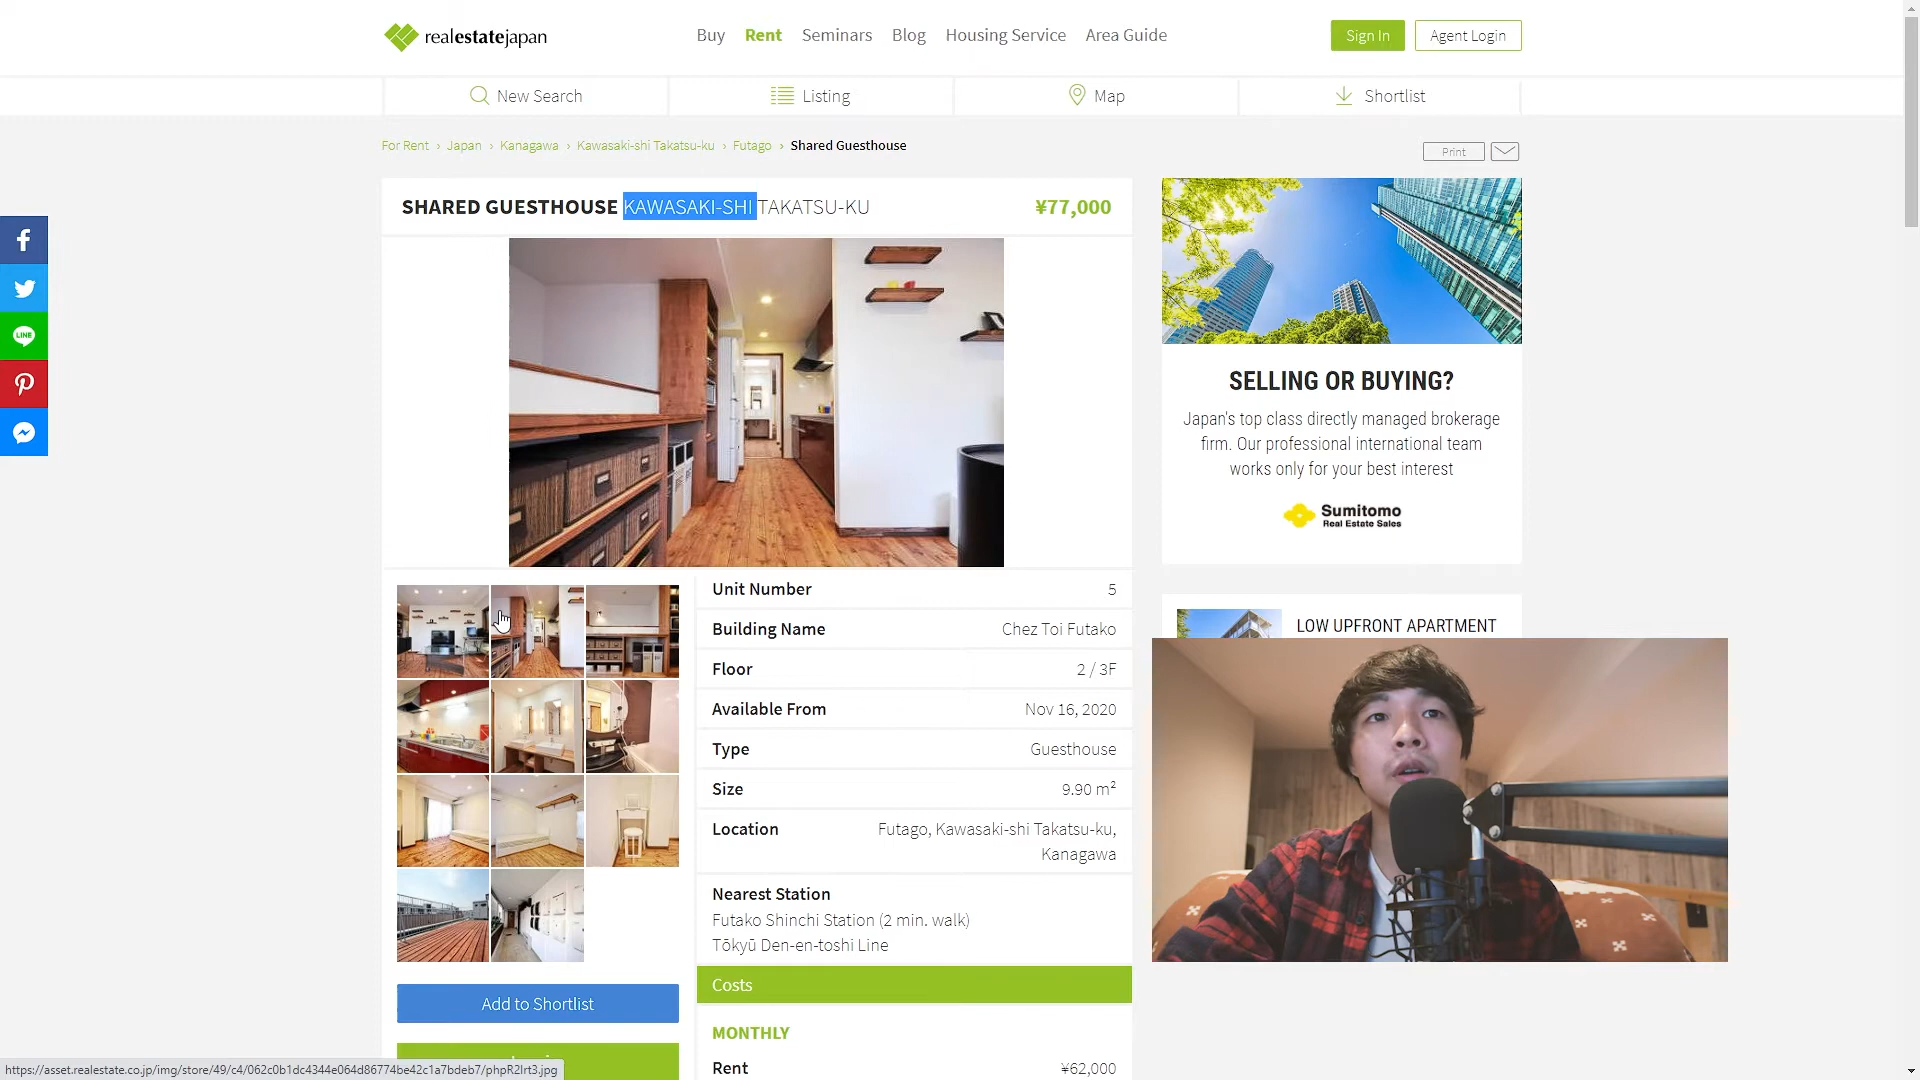 realestatejapan
Buy Rent Seminars Blog Housing Service Area Guide
Sign In Agent Login
New Search Listing Map Shortlist
For Rent › Japan › Kanagawa › Kawasaki-shi Takatsu-ku › Futago › Shared Guesthouse
Print
SHARED GUESTHOUSE KAWASAKI-SHI TAKATSU-KU ¥77,000
LINE
SELLING OR BUYING?
Japan's top class directly managed brokerage
firm. Our professional international team
works only for your best interest
Sumitomo
Real Estate Sales
LOW UPFRONT APARTMENT
Unit Number 5
Building Name Chez Toi Futako
Floor 2 / 3F
Available From Nov 16, 2020
Type Guesthouse
Size 9.90 m²
Location Futago, Kawasaki-shi Takatsu-ku,
Kanagawa
Nearest Station
Futako Shinchi Station (2 min. walk)
Tōkyū Den-en-toshi Line
Costs
Add to Shortlist
MONTHLY
Rent ¥62,000
https://asset.realestate.co.jp/img/store/49/c4/062c0b1dc4344e064d86774be42c1a7bdeb7/phpR2Irt3.jpg